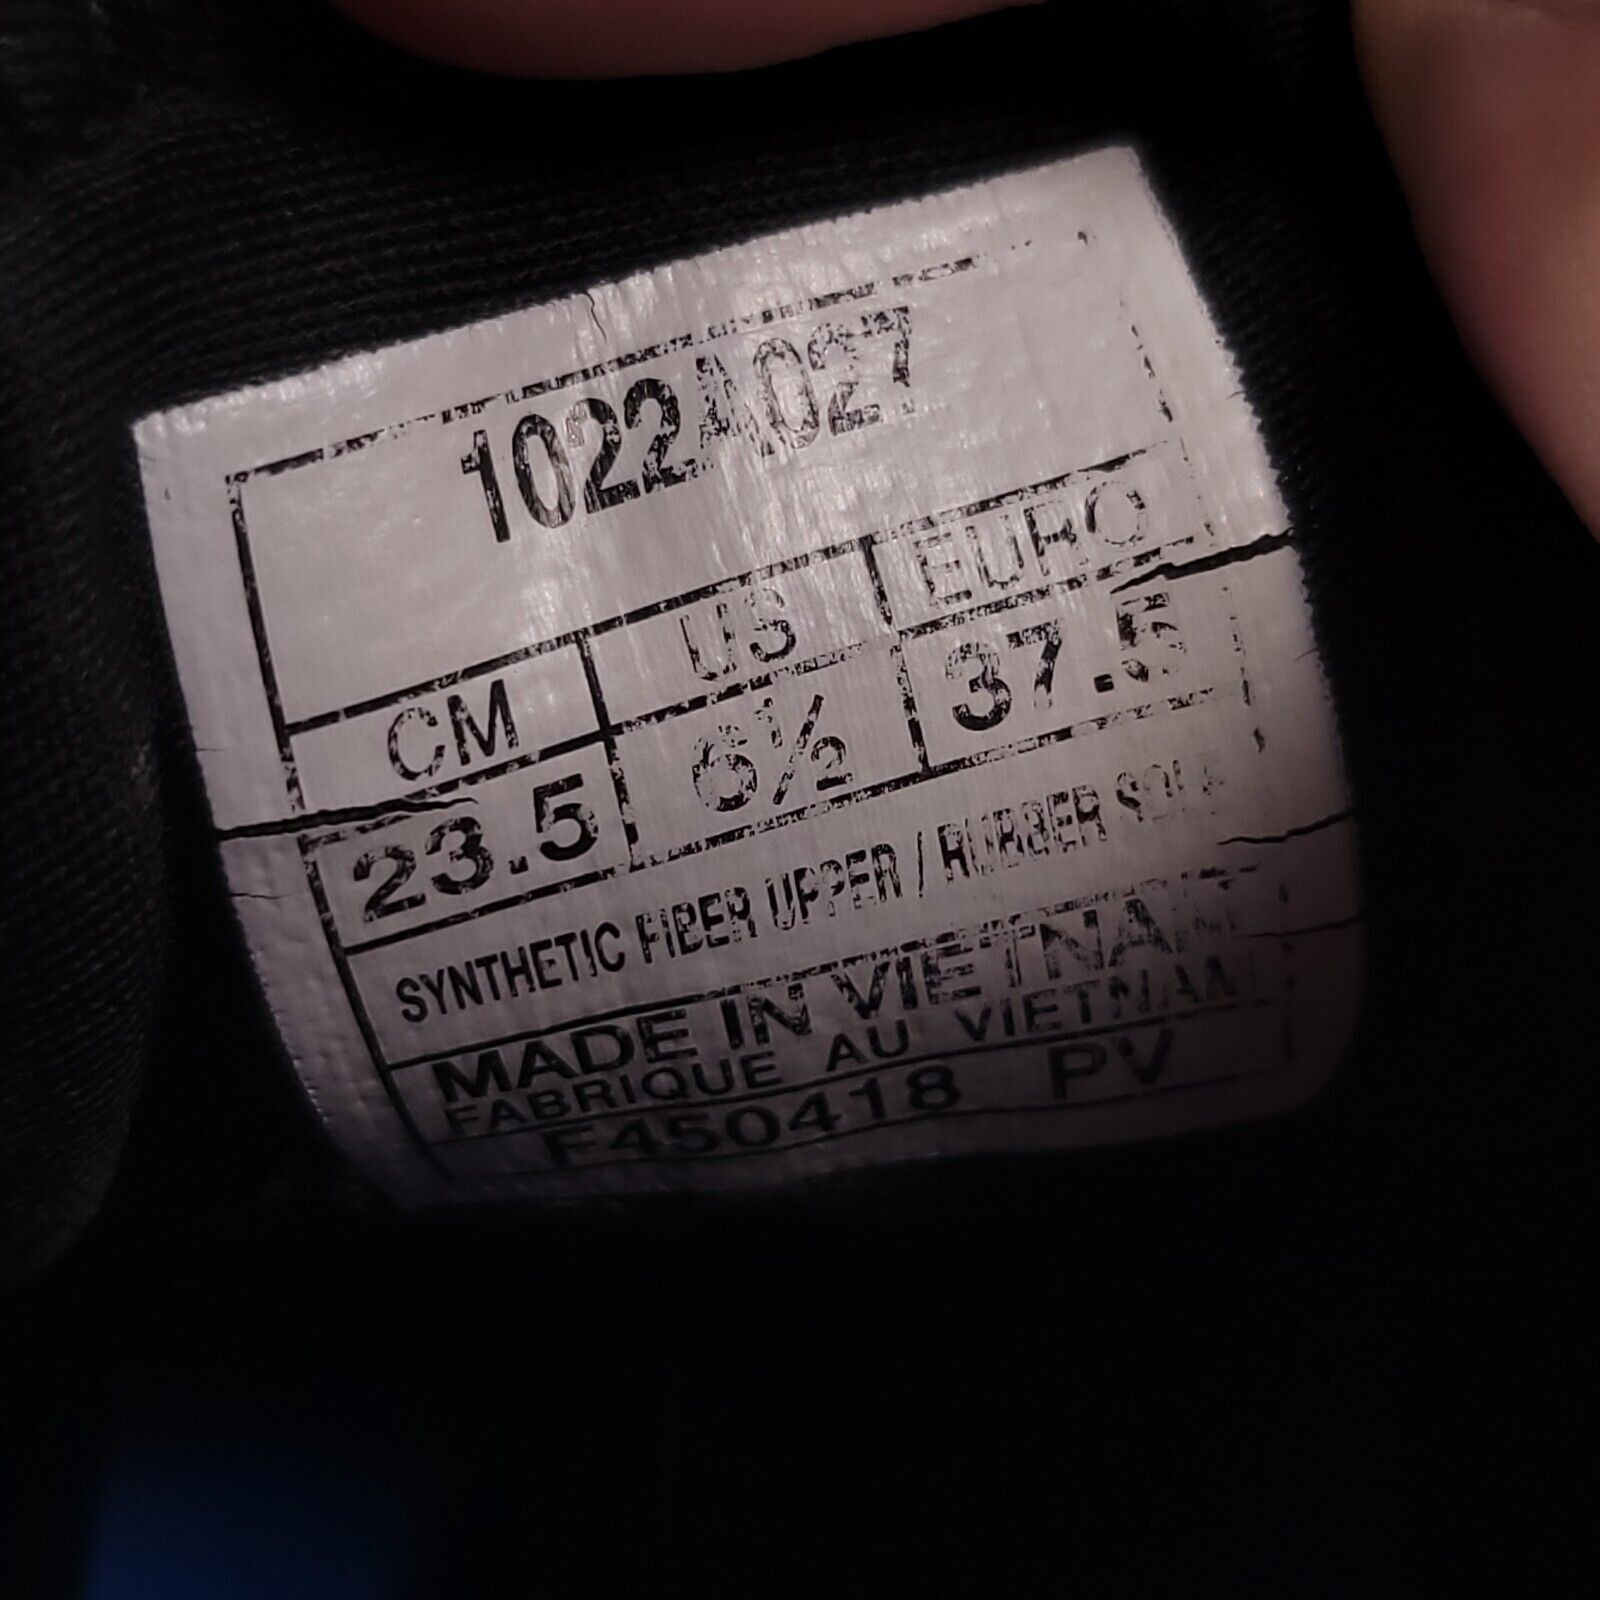 1022A027
CM US EURO
23.5 6½ 37.5
SYNTHETIC FIBER UPPER / RUBBER SOLE
MADE IN VIETNAM
FABRIQUE AU VIETNAM
F450418 PV